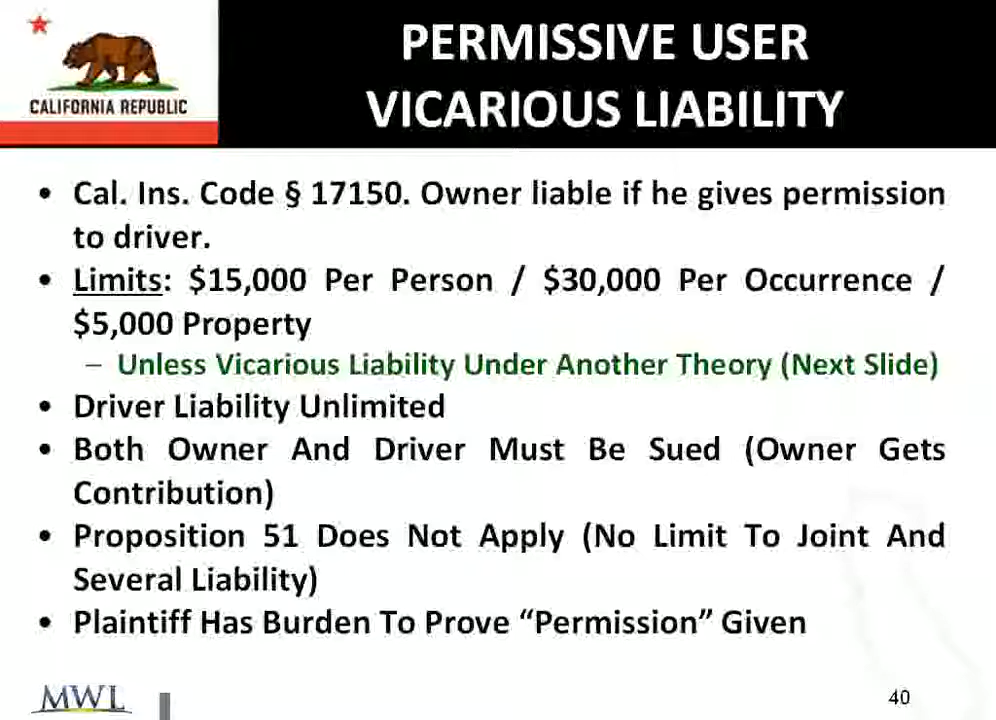 CALIFORNIA REPUBLIC
PERMISSIVE USER
VICARIOUS LIABILITY
• Cal. Ins. Code § 17150. Owner liable if he gives permission
to driver.
• Limits: $15,000 Per Person / $30,000 Per Occurrence /
$5,000 Property
– Unless Vicarious Liability Under Another Theory (Next Slide)
• Driver Liability Unlimited
• Both Owner And Driver Must Be Sued (Owner Gets
Contribution)
• Proposition 51 Does Not Apply (No Limit To Joint And
Several Liability)
• Plaintiff Has Burden To Prove “Permission” Given
MWL
40